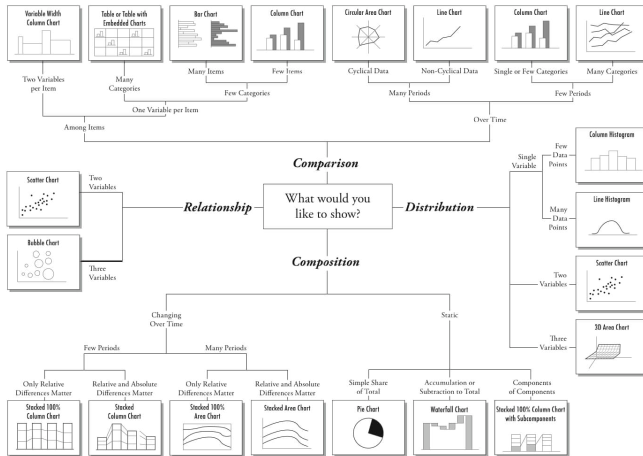 Variable Width
Column Chart
Table or Table with
Embedded Charts
Bar Chart
Column Chart
Circular Area Chart
Line Chart
Column Chart
Line Chart
Two Variables
per Item
Many
Categories
Many Items
Few Items
Cyclical Data
Non-Cyclical Data
Single or Few Categories
Many Categories
Few Categories
Many Periods
Few Periods
One Variable per Item
Among Items
Over Time
Comparison
What would you
like to show?
Relationship
Distribution
Composition
Scatter Chart
Two
Variables
Bubble Chart
Three
Variables
Single
Variable
Few
Data
Points
Column Histogram
Many
Data
Points
Line Histogram
Two
Variables
Scatter Chart
Three
Variables
3D Area Chart
Changing
Over Time
Static
Few Periods
Many Periods
Only Relative
Differences Matter
Relative and Absolute
Differences Matter
Only Relative
Differences Matter
Relative and Absolute
Differences Matter
Simple Share
of Total
Accumulation or
Subtraction to Total
Components
of Components
Stacked 100%
Column Chart
Stacked
Column Chart
Stacked 100%
Area Chart
Stacked Area Chart
Pie Chart
Waterfall Chart
Stacked 100% Column Chart
with Subcomponents